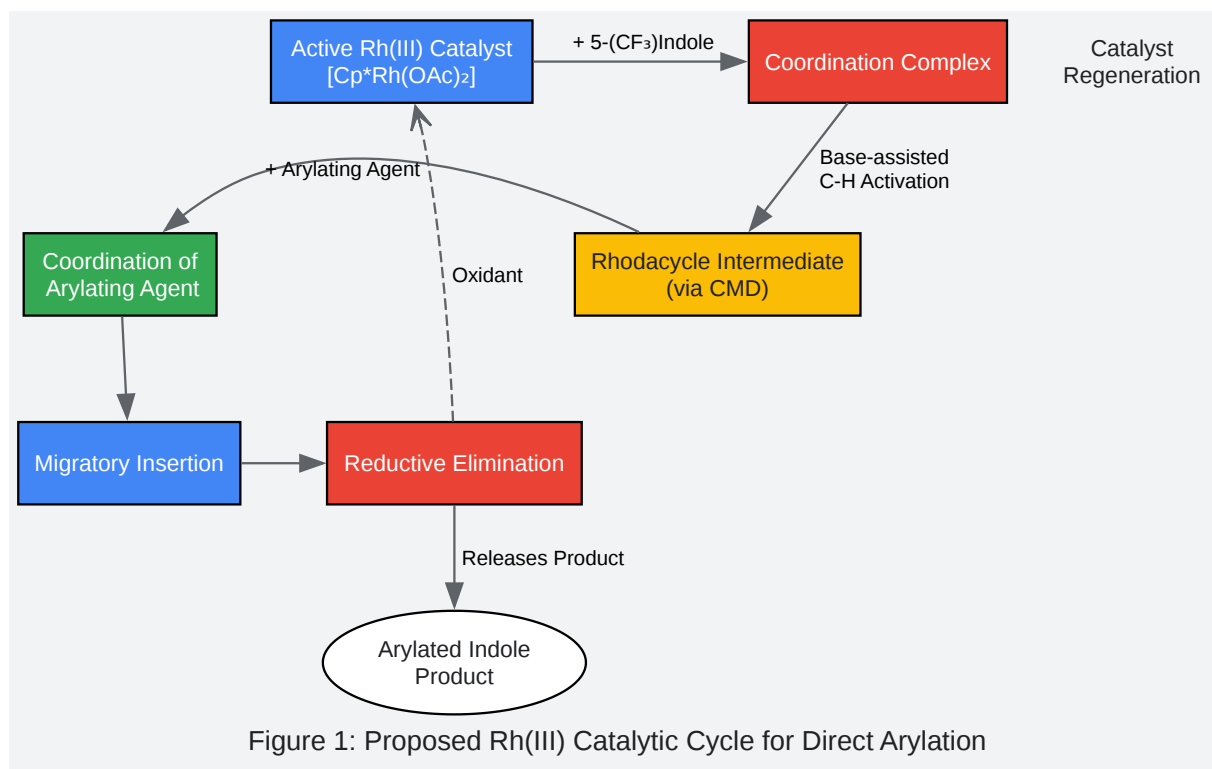 Active Rh(III) Catalyst
[Cp*Rh(OAc)₂]
+ 5-(CF₃)Indole
Coordination Complex
Catalyst
Regeneration
Base-assisted
C-H Activation
+ Arylating Agent
Coordination of
Arylating Agent
Oxidant
Rhodacycle Intermediate
(via CMD)
Migratory Insertion
Reductive Elimination
Releases Product
Arylated Indole
Product
Figure 1: Proposed Rh(III) Catalytic Cycle for Direct Arylation